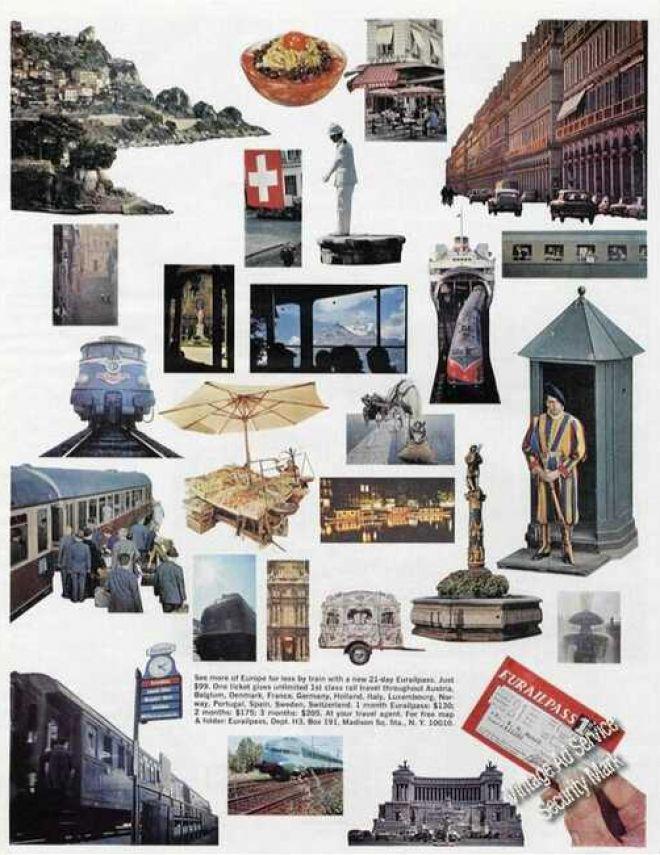 See more of Europe for less by train with a new 21-day Eurailpass. Just
$99. One ticket gives unlimited 1st class rail travel throughout Austria,
Belgium, Denmark, France, Germany, Holland, Italy, Luxembourg, Nor-
way, Portugal, Spain, Sweden, Switzerland. 1 month Eurailpass: $130;
2 months: $175; 3 months: $205. At your travel agent. For free map
& folder: Eurailpass, Dept. H3, Box 191, Madison Sq. Sta., N. Y. 10010.
EURAILPASS
Vintage Ad Service
Security Mark